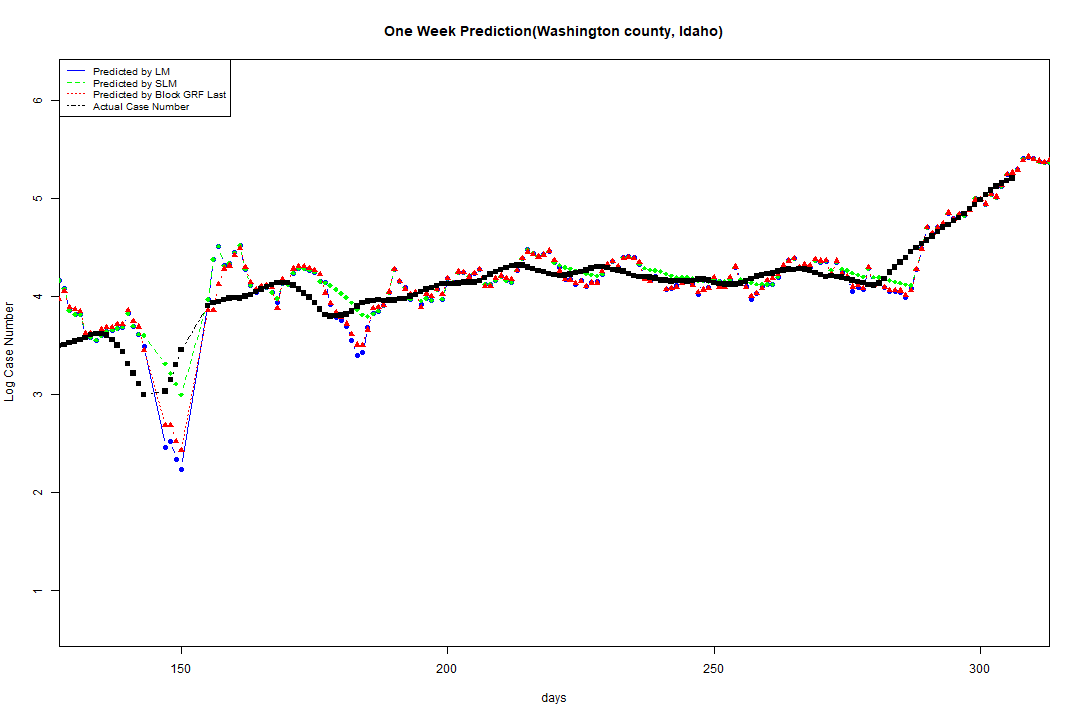 One Week Prediction(Washington county, Idaho)
Predicted by LM
Predicted by SLM
Predicted by Block GRF Last
Actual Case Number
6
5
4
3
2
1
Log Case Number
150 200 250 300
days